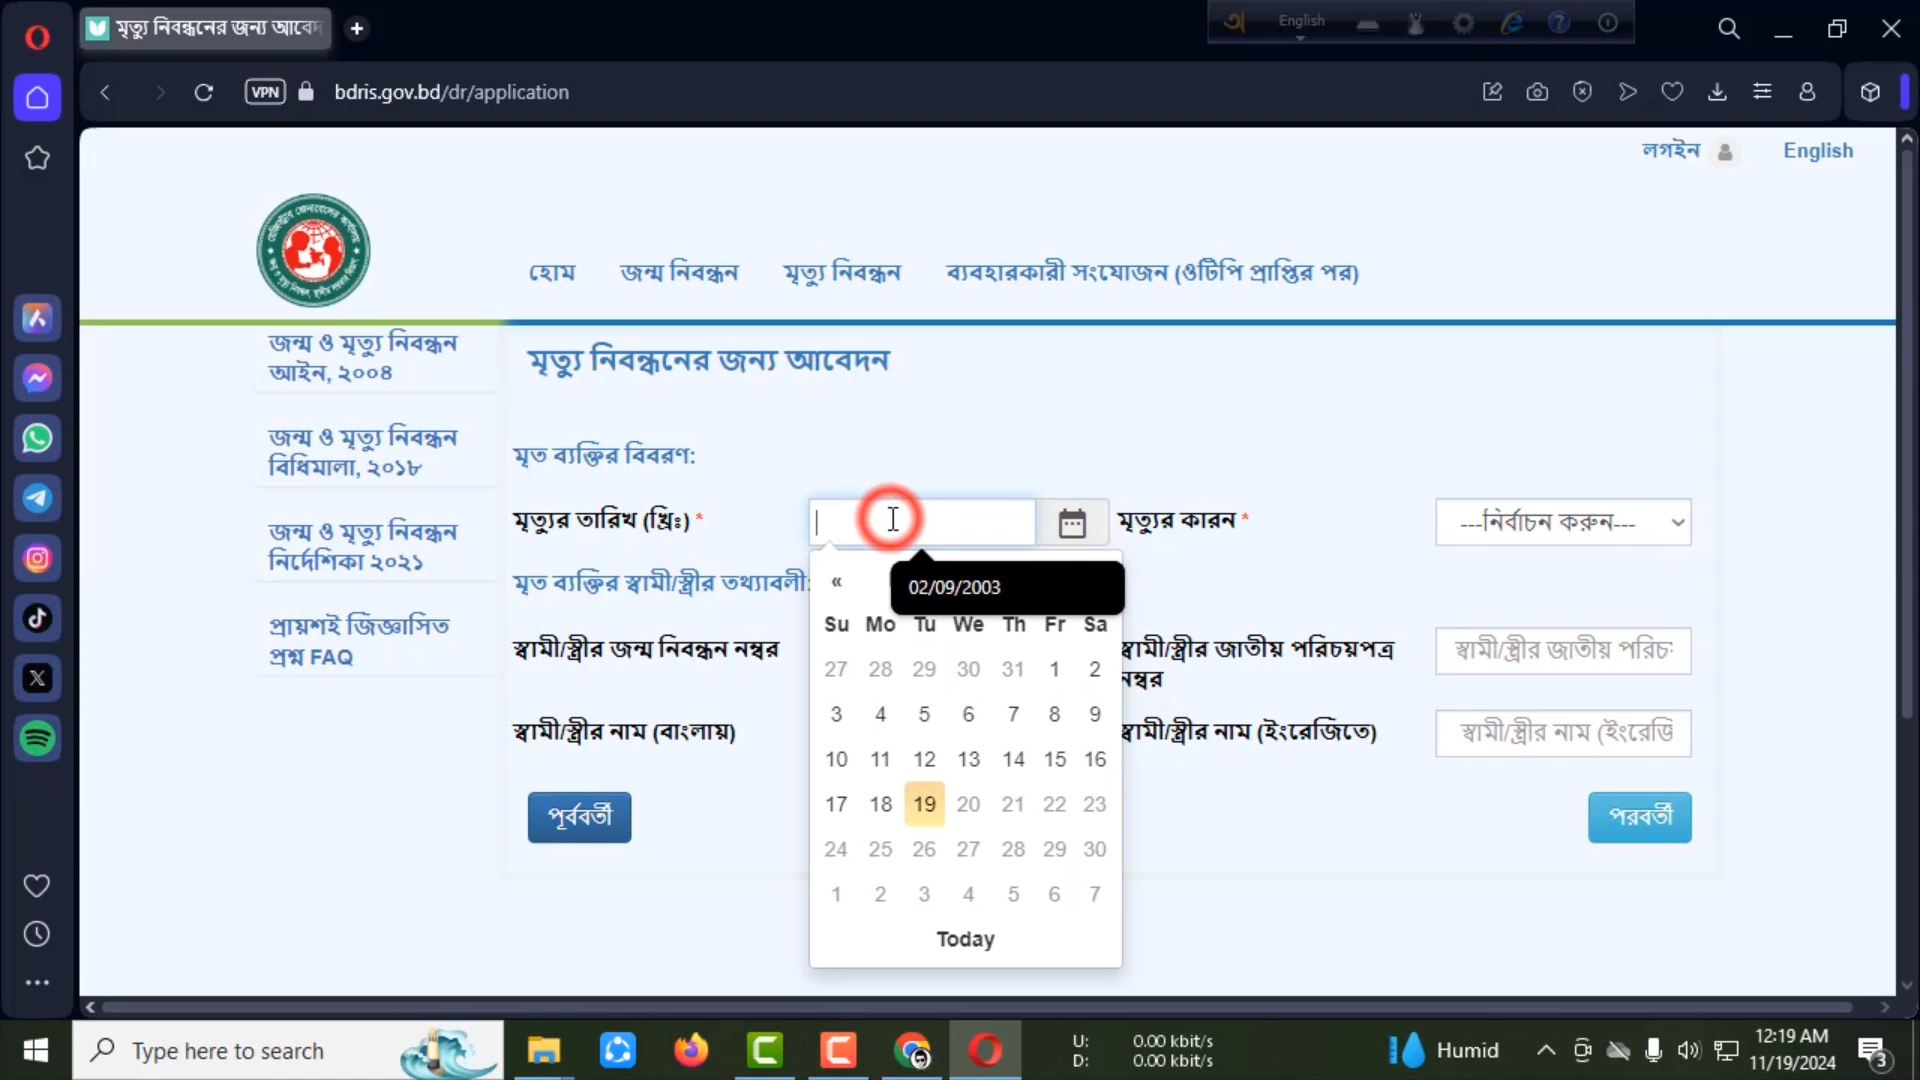 মৃত্যু নিবন্ধনের জন্য আবেদন
English
VPN
bdris.gov.bd/dr/application
লগইন
English
হোম
জন্ম নিবন্ধন
মৃত্যু নিবন্ধন
ব্যবহারকারী সংযোজন (ওটিপি প্রাপ্তির পর)
জন্ম ও মৃত্যু নিবন্ধন
আইন, ২০০৪
জন্ম ও মৃত্যু নিবন্ধন
বিধিমালা, ২০১৮
জন্ম ও মৃত্যু নিবন্ধন
নির্দেশিকা ২০২১
প্রায়শই জিজ্ঞাসিত
প্রশ্ন FAQ
মৃত্যু নিবন্ধনের জন্য আবেদন
মৃত ব্যক্তির বিবরণ:
মৃত্যুর তারিখ (খ্রিঃ) *
মৃত্যুর কারন *
---নির্বাচন করুন---
মৃত ব্যক্তির স্বামী/স্ত্রীর তথ্যাবলী:
«
02/09/2003
Su Mo Tu We Th Fr Sa
27 28 29 30 31 1 2
3 4 5 6 7 8 9
10 11 12 13 14 15 16
17 18 19 20 21 22 23
24 25 26 27 28 29 30
1 2 3 4 5 6 7
Today
স্বামী/স্ত্রীর জন্ম নিবন্ধন নম্বর
স্বামী/স্ত্রীর জাতীয় পরিচয়পত্র
নম্বর
স্বামী/স্ত্রীর জাতীয় পরিচ
স্বামী/স্ত্রীর নাম (বাংলায়)
স্বামী/স্ত্রীর নাম (ইংরেজিতে)
স্বামী/স্ত্রীর নাম (ইংরেজি
পূর্ববর্তী
পরবর্তী
Type here to search
U: 0.00 kbit/s
D: 0.00 kbit/s
Humid
12:19 AM
11/19/2024
3